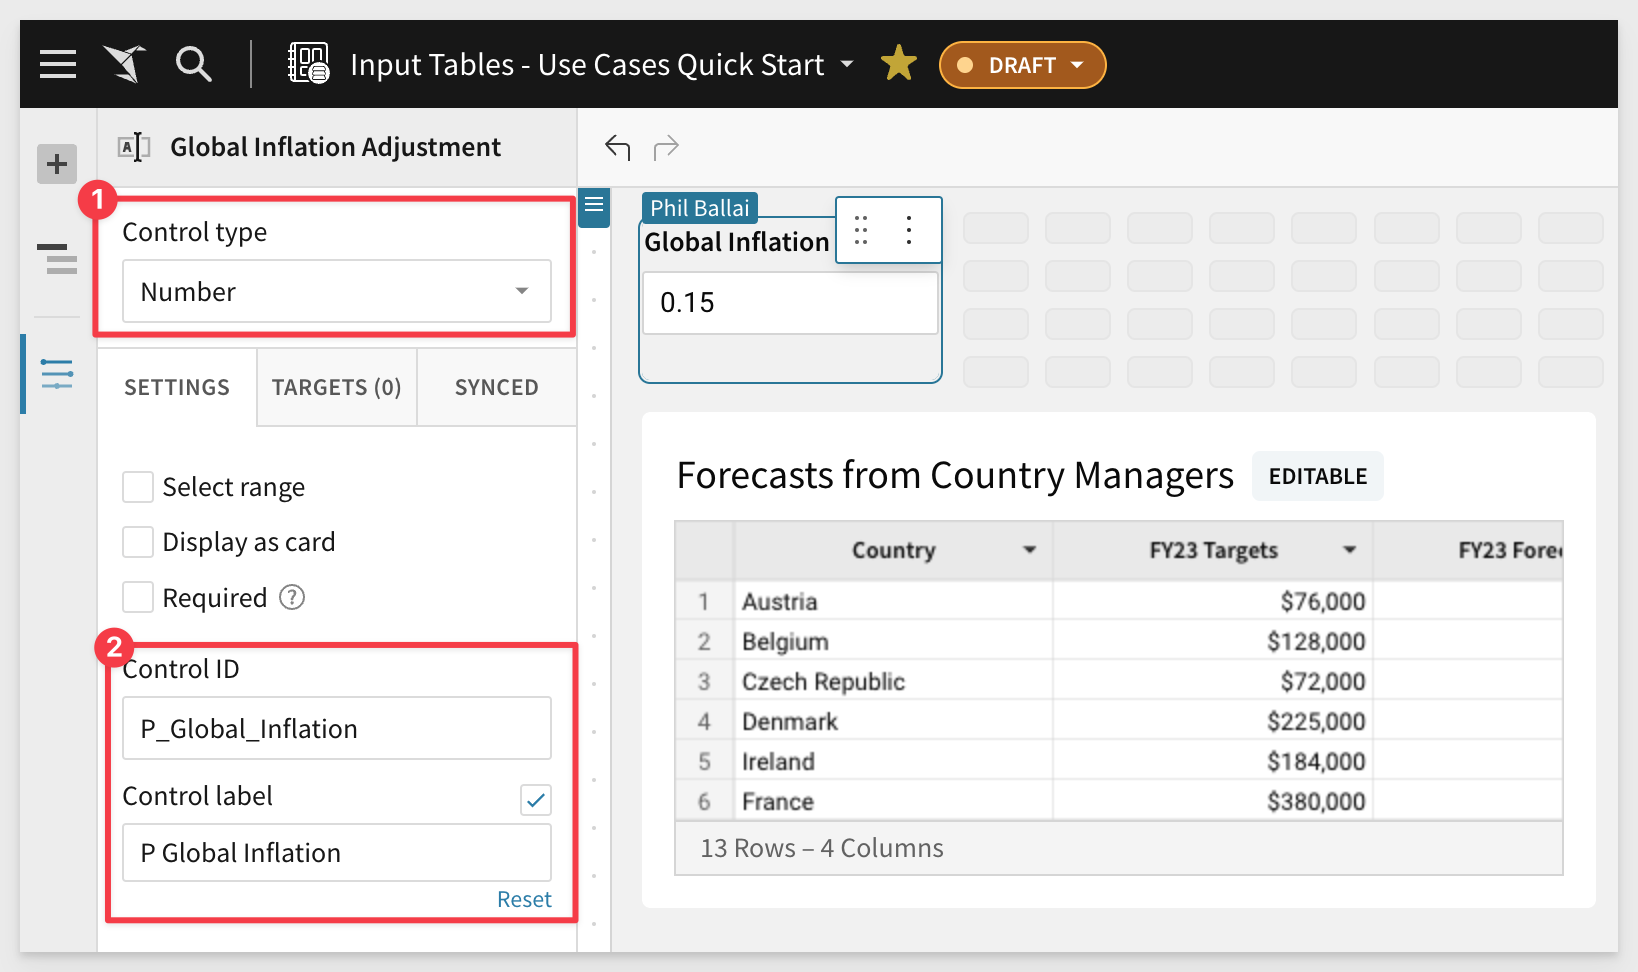 Input Tables - Use Cases Quick Start
DRAFT
A
Global Inflation Adjustment
1
Control type
Number
SETTINGS
TARGETS (0)
SYNCED
Select range
Display as card
Required ?
2
Control ID
P_Global_Inflation
Control label
P Global Inflation
Reset
Phil Ballai
Global Inflation
0.15
Forecasts from Country Managers
EDITABLE
Country FY23 Targets FY23 Fore
1 Austria $76,000
2 Belgium $128,000
3 Czech Republic $72,000
4 Denmark $225,000
5 Ireland $184,000
6 France $380,000
13 Rows – 4 Columns